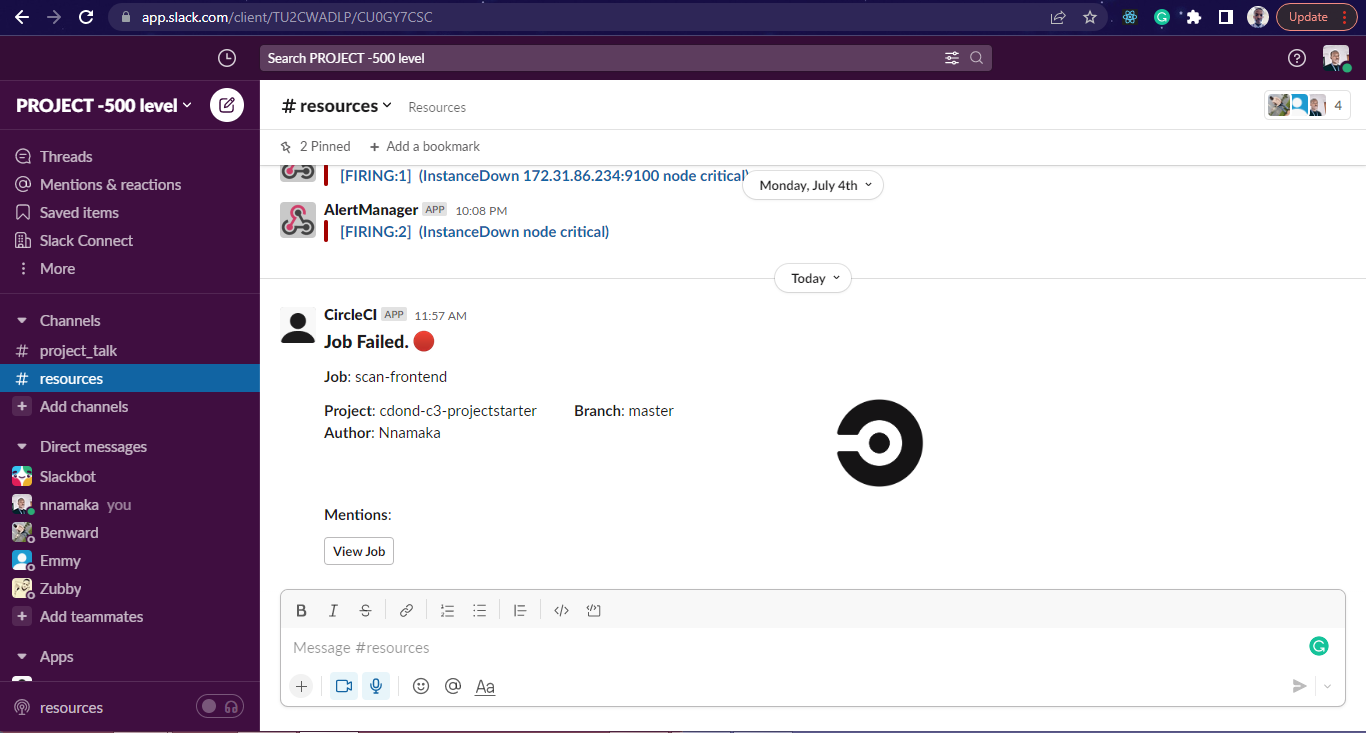 app.slack.com/client/TU2CWADLP/CU0GY7CSC
Update
Search PROJECT -500 level
PROJECT -500 level
Threads
Mentions & reactions
Saved items
Slack Connect
More
Channels
# project_talk
# resources
+ Add channels
Direct messages
Slackbot
nnamaka you
Benward
Emmy
Zubby
+ Add teammates
Apps
resources
# resources
Resources
4
2 Pinned
+ Add a bookmark
[FIRING:1] (InstanceDown 172.31.86.234:9100 node critical)
Monday, July 4th
AlertManager APP 10:08 PM
[FIRING:2] (InstanceDown node critical)
Today
CircleCI APP 11:57 AM
Job Failed.
Job: scan-frontend
Project: cdond-c3-projectstarter Branch: master
Author: Nnamaka
Mentions:
View Job
B I S
Message #resources
Aa